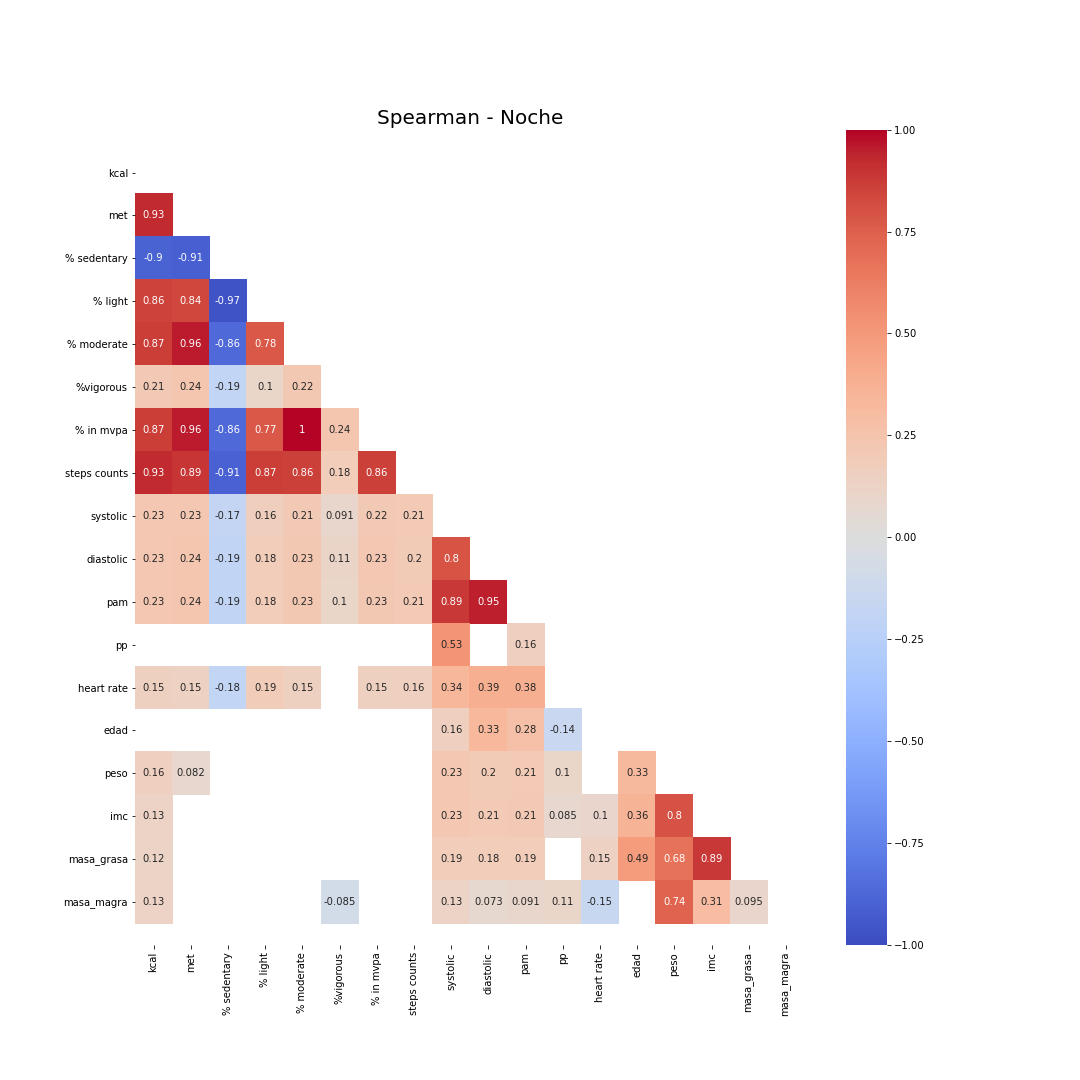 Spearman - Noche
kcal
met 0.93
% sedentary -0.9 -0.91
% light 0.86 0.84 -0.97
% moderate 0.87 0.96 -0.86 0.78
%vigorous 0.21 0.24 -0.19 0.1 0.22
% in mvpa 0.87 0.96 -0.86 0.77 1 0.24
steps counts 0.93 0.89 -0.91 0.87 0.86 0.18 0.86
systolic 0.23 0.23 -0.17 0.16 0.21 0.091 0.22 0.21
diastolic 0.23 0.24 -0.19 0.18 0.23 0.11 0.23 0.2 0.8
pam 0.23 0.24 -0.19 0.18 0.23 0.1 0.23 0.21 0.89 0.95
pp 0.53 0.16
heart rate 0.15 0.15 -0.18 0.19 0.15 0.15 0.16 0.34 0.39 0.38
edad 0.16 0.33 0.28 -0.14
peso 0.16 0.082 0.23 0.2 0.21 0.1 0.33
imc 0.13 0.23 0.21 0.21 0.085 0.1 0.36 0.8
masa_grasa 0.12 0.19 0.18 0.19 0.15 0.49 0.68 0.89
masa_magra 0.13 -0.085 0.13 0.073 0.091 0.11 -0.15 0.74 0.31 0.095
kcal met % sedentary % light % moderate %vigorous % in mvpa steps counts systolic diastolic pam pp heart rate edad peso imc masa_grasa masa_magra
1.00
0.75
0.50
0.25
0.00
−0.25
−0.50
−0.75
−1.00